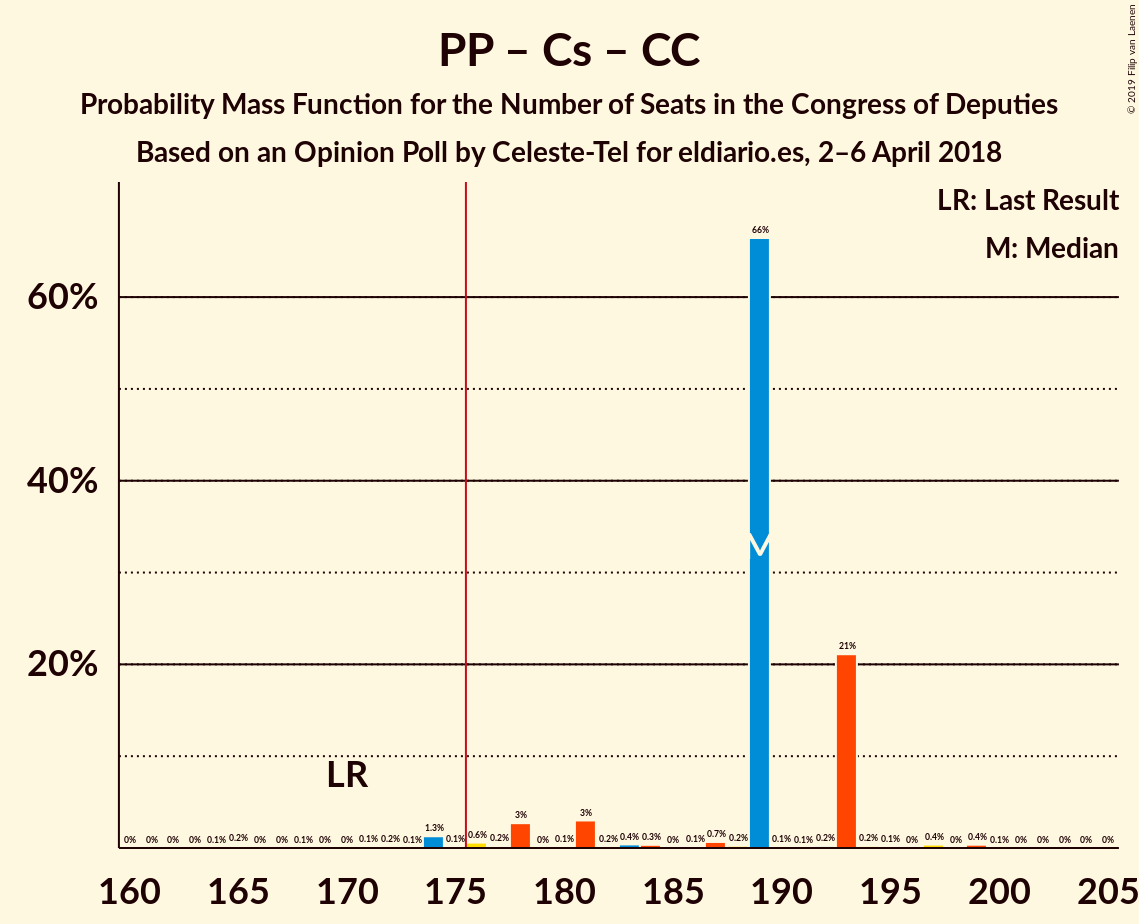 PP – Cs – CC
Probability Mass Function for the Number of Seats in the Congress of Deputies
Based on an Opinion Poll by Celeste-Tel for eldiario.es, 2–6 April 2018
© 2019 Filip van Laenen
LR: Last Result
M: Median
60%
40%
20%
LR
M
66%
21%
0% 0% 0% 0% 0.1% 0.2% 0% 0% 0.1% 0% 0% 0.1% 0.2% 0.1% 1.3% 0.1% 0.6% 0.2% 3% 0% 0.1% 3% 0.2% 0.4% 0.3% 0% 0.1% 0.7% 0.2% 0.1% 0.1% 0.2% 0.2% 0.1% 0% 0.4% 0% 0.4% 0.1% 0% 0% 0% 0% 0%
160 165 170 175 180 185 190 195 200 205